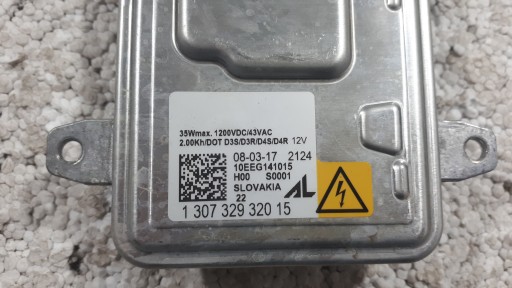 35Wmax. 1200VDC/43VAC
2.00Kh/DOT D3S/D3R/D4S/D4R 12V
08-03-17 2124
10EEG141015
H00 S0001
SLOVAKIA
22
AL
1 307 329 320 15